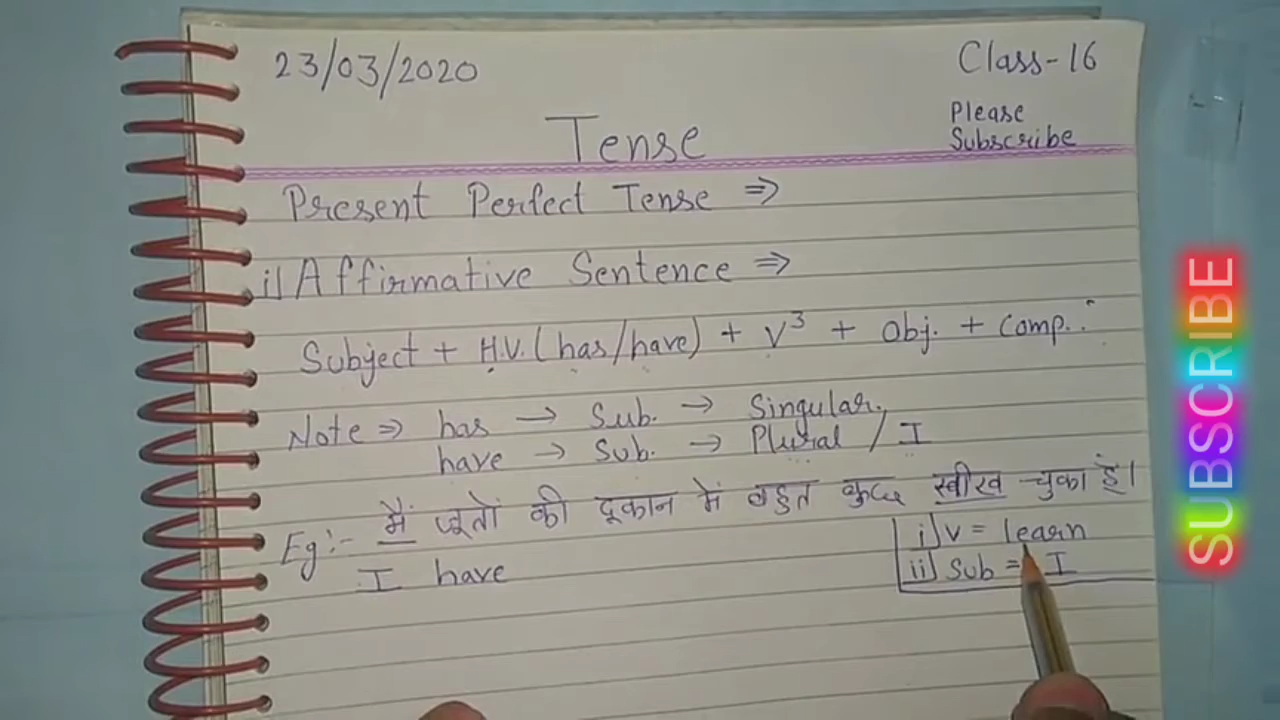 23/03/2020
Class-16
Please
Subscribe
Tense
Present Perfect Tense ⇒
i) Affirmative Sentence ⇒
Subject + H.V. (has/have) + V³ + Obj. + Comp..
Note ⇒ has → Sub. → Singular.
have → Sub. → Plural / I
Eg:- मैं जूतों की दूकान में बहुत कुछ सीख चुका हूं।
I have
i) V = learn
ii) Sub = I
SUBSCRIBE